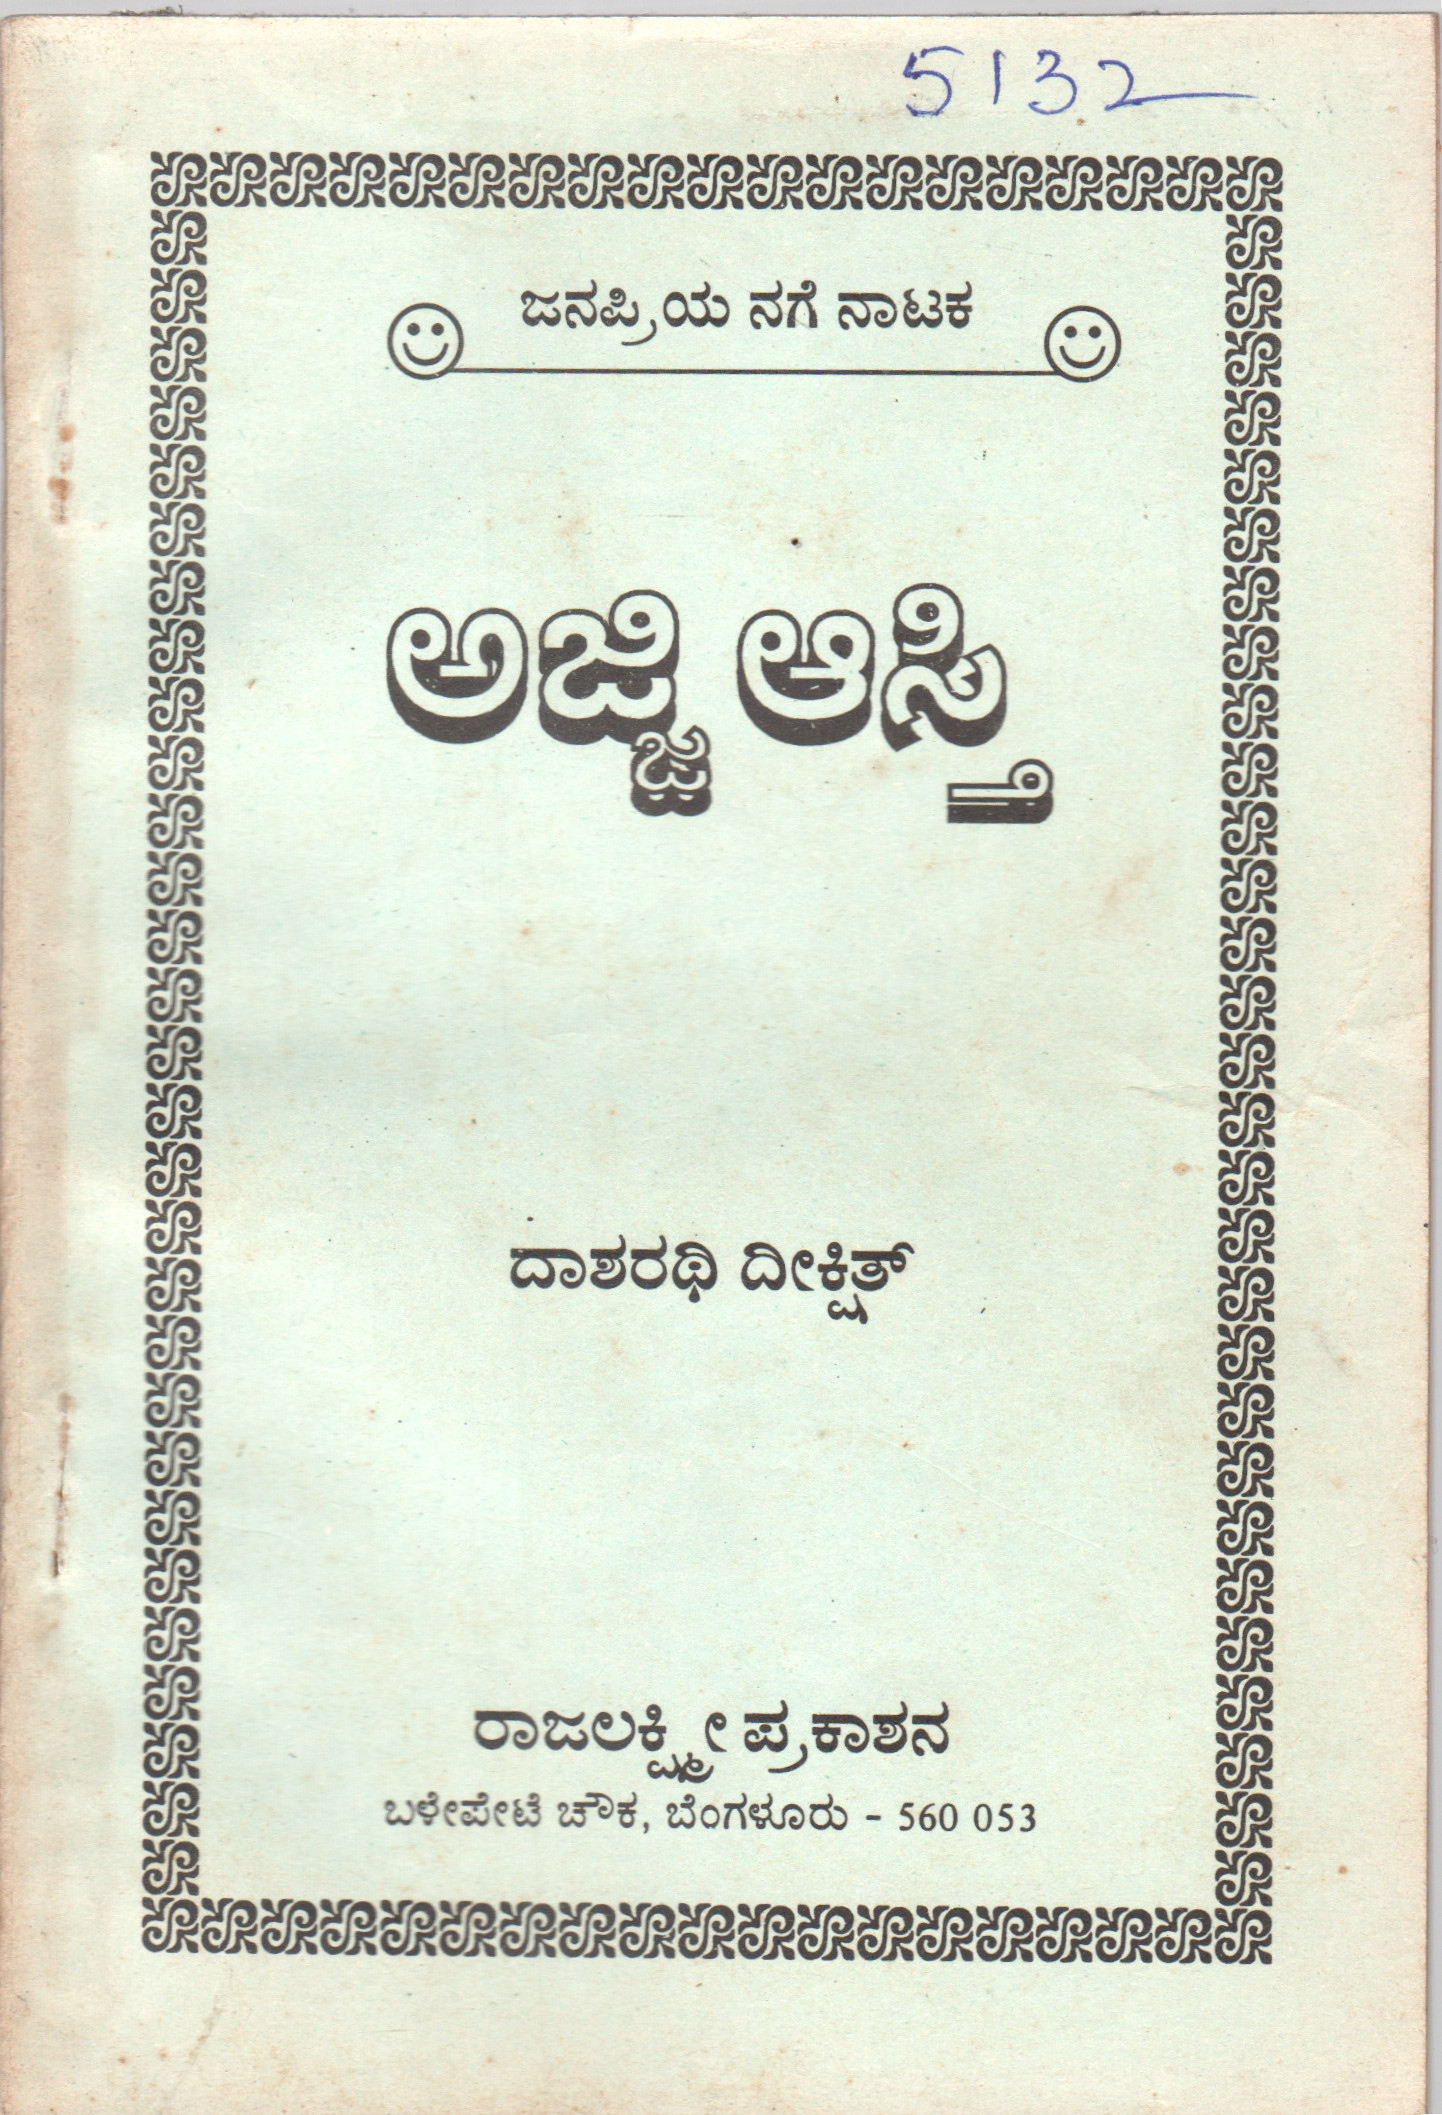 5132
ಜನಪ್ರಿಯ ನಗೆ ನಾಟಕ
ಅಜ್ಜಿ ಆಸ್ತಿ
ದಾಶರಥಿ ದೀಕ್ಷಿತ್
ರಾಜಲಕ್ಷ್ಮೀ ಪ್ರಕಾಶನ
ಬಳೇಪೇಟೆ ಚೌಕ, ಬೆಂಗಳೂರು - 560 053